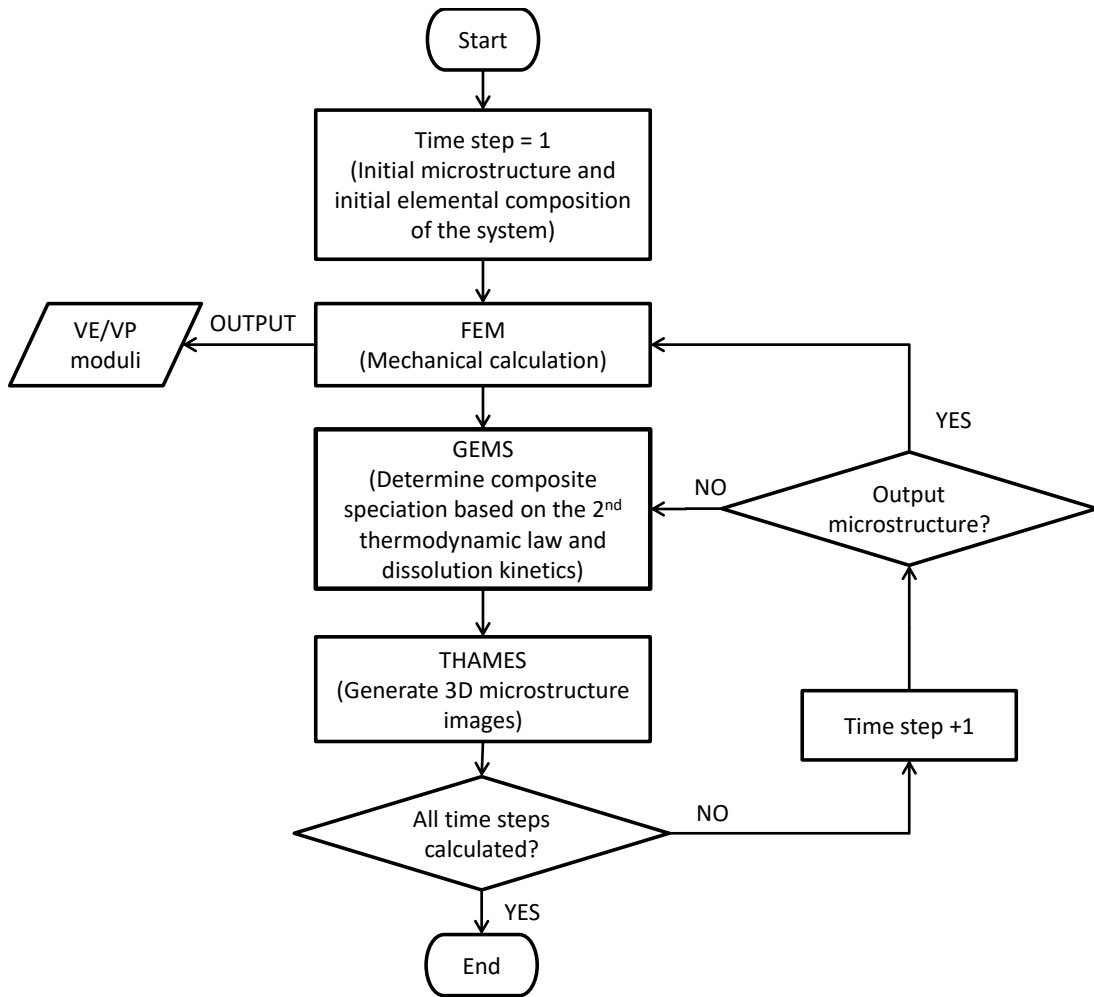 Start
Time step = 1
(Initial microstructure and
initial elemental composition
of the system)
VE/VP
moduli
OUTPUT
FEM
(Mechanical calculation)
YES
GEMS
(Determine composite
speciation based on the 2nd
thermodynamic law and
dissolution kinetics)
NO
Output
microstructure?
THAMES
(Generate 3D microstructure
images)
Time step +1
All time steps
calculated?
NO
YES
End